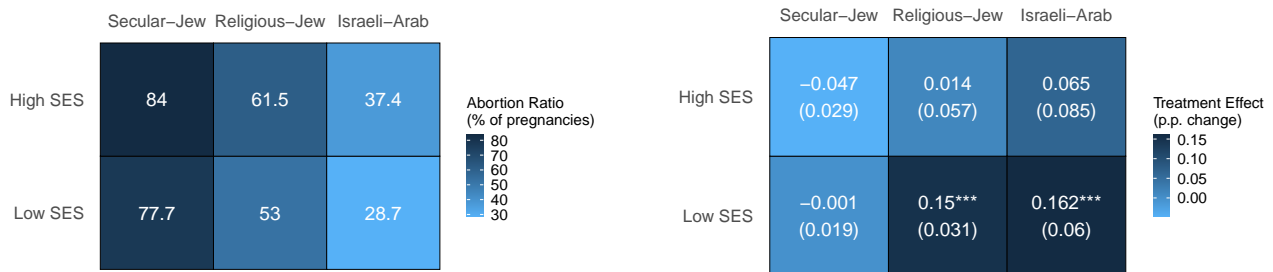 Secular−Jew Religious−Jew Israeli−Arab
High SES 84 61.5 37.4
Low SES 77.7 53 28.7
Abortion Ratio
(% of pregnancies)
80
70
60
50
40
30
Secular−Jew Religious−Jew Israeli−Arab
High SES
−0.047 0.014 0.065
(0.029) (0.057) (0.085)
Low SES
−0.001 0.15*** 0.162***
(0.019) (0.031) (0.06)
Treatment Effect
(p.p. change)
0.15
0.10
0.05
0.00